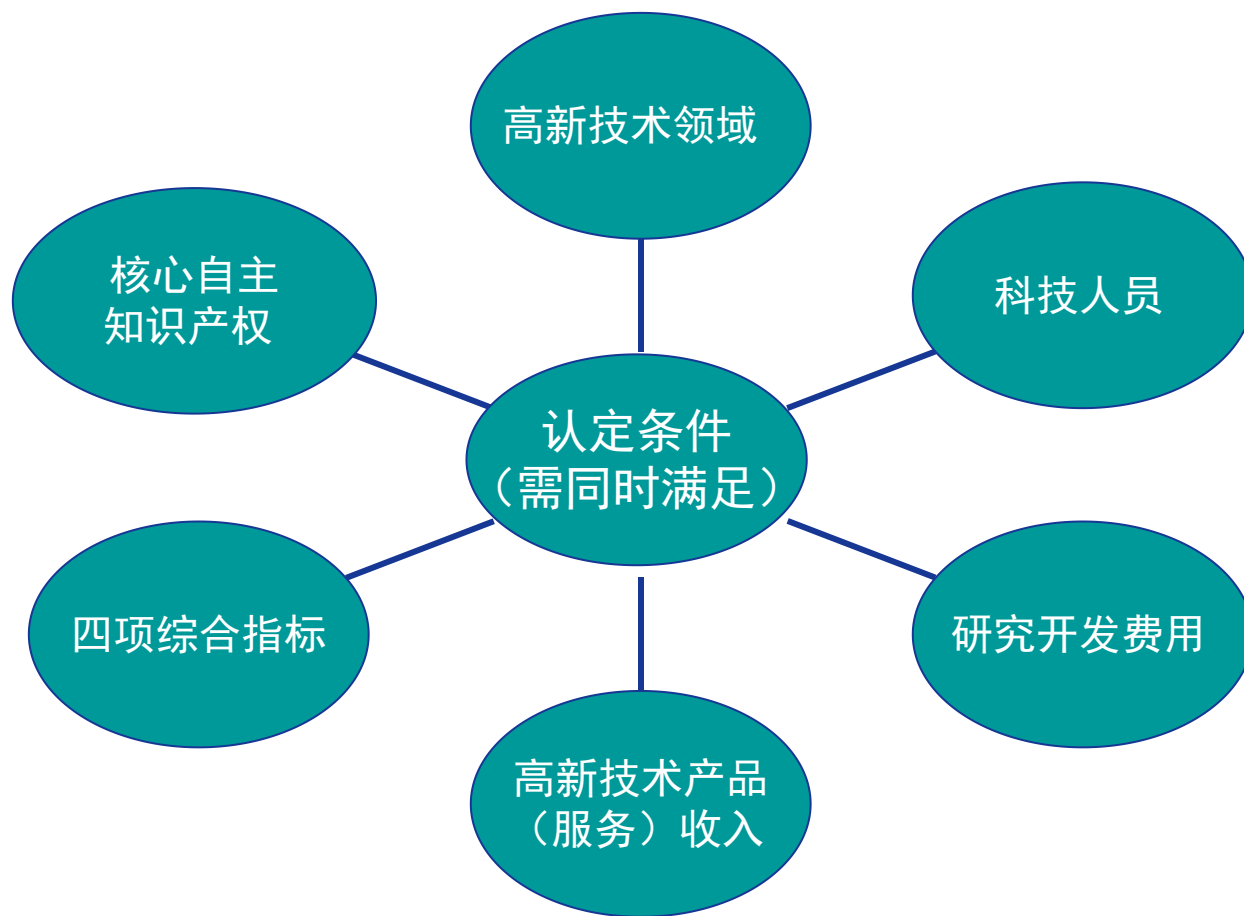 高新技术领域
核心自主
知识产权
科技人员
认定条件
（需同时满足）
四项综合指标
研究开发费用
高新技术产品
（服务）收入